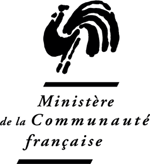 Ministère
de la Communauté
française